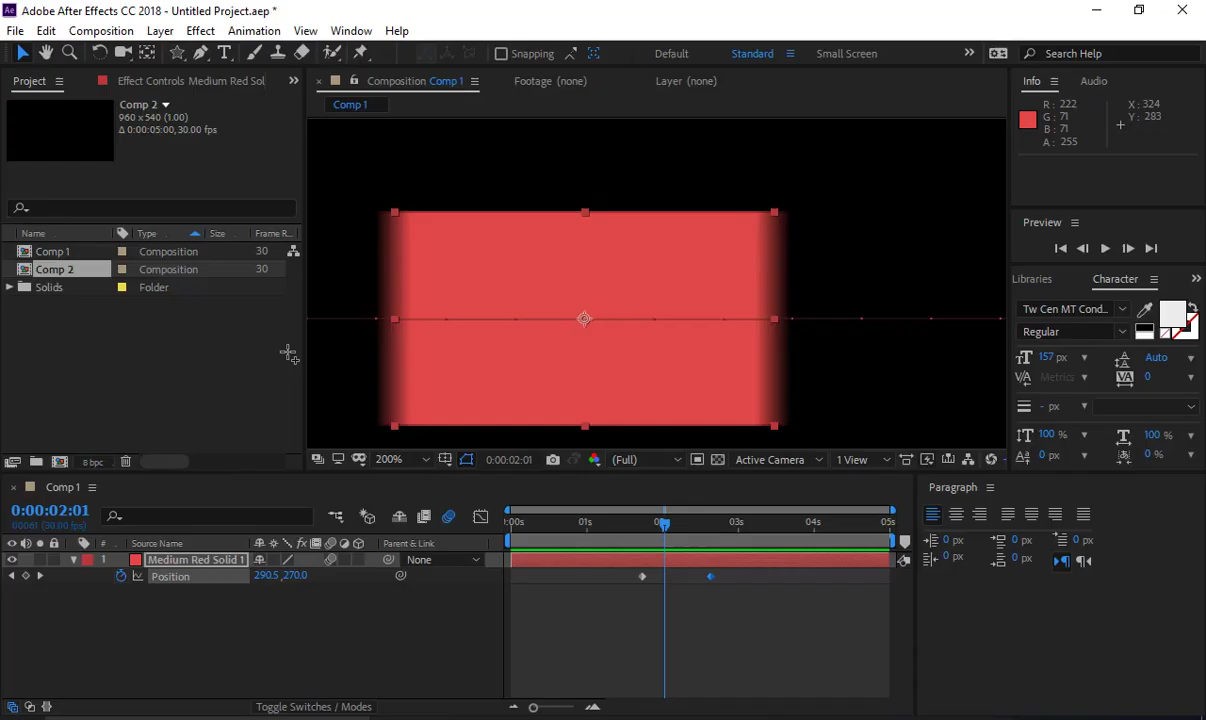 Adobe After Effects CC 2018 - Untitled Project.aep *
File Edit Composition Layer Effect Animation View Window Help
Snapping Default Standard Small Screen Search Help
Project Effect Controls Medium Red Sol Composition Comp 1 Footage (none) Layer (none) Info Audio
Comp 2
960 x 540 (1.00)
Δ 0:00:05:00, 30.00 fps
Comp 1
R : 222 X : 324
G : 71 Y : 283
B : 71
A : 255
Preview
Name Type Size Frame R...
Comp 1 Composition 30
Comp 2 Composition 30
Solids Folder
Libraries Character
Tw Cen MT Cond...
Regular
157 px Auto
Metrics 0
- px
100 % 100 %
0 px 0 %
8 bpc 200% 0:00:02:01 (Full) Active Camera 1 View
Comp 1 Paragraph
0:00:02:01
00061 (30.00 fps)
:00s 01s 03s 04s 05s
# Source Name Parent & Link
1 Medium Red Solid 1 None
Position 290.5,270.0
0 px 0 px 0 px
0 px 0 px
Toggle Switches / Modes